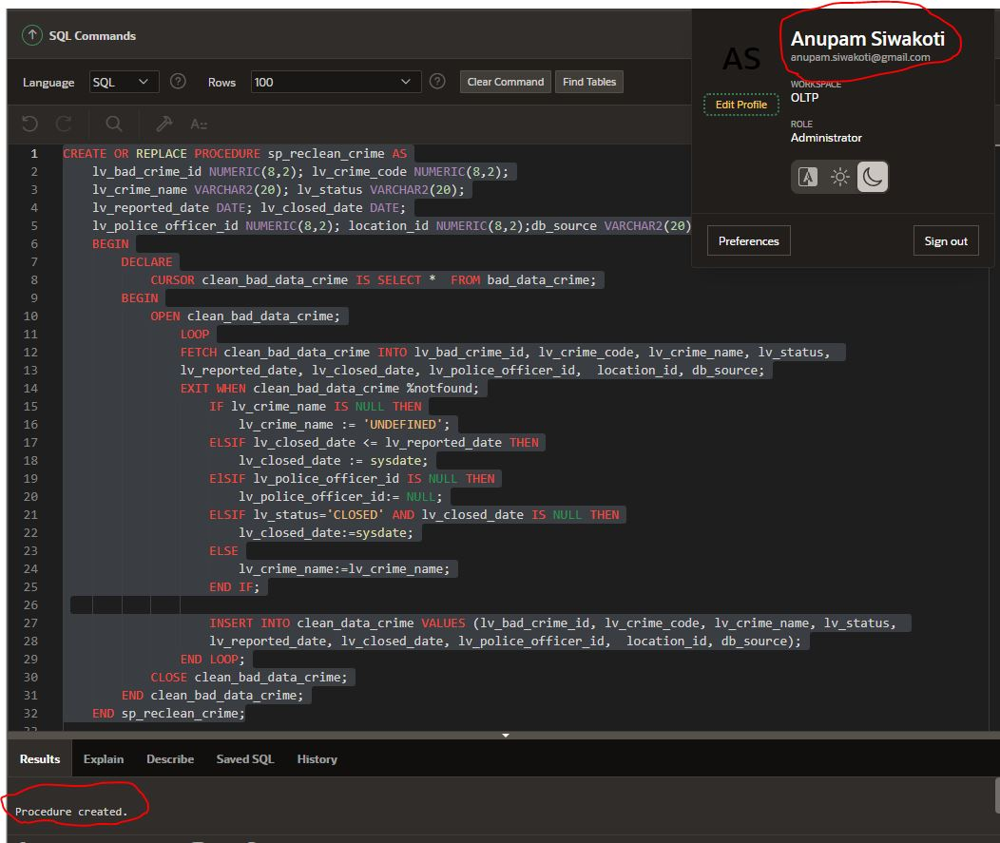 SQL Commands
Language SQL Rows 100 Clear Command Find Tables
AS
Anupam Siwakoti
anupam.siwakoti@gmail.com
Edit Profile
WORKSPACE
OLTP
ROLE
Administrator
Preferences Sign out
1 CREATE OR REPLACE PROCEDURE sp_reclean_crime AS
2 lv_bad_crime_id NUMERIC(8,2); lv_crime_code NUMERIC(8,2);
3 lv_crime_name VARCHAR2(20); lv_status VARCHAR2(20);
4 lv_reported_date DATE; lv_closed_date DATE;
5 lv_police_officer_id NUMERIC(8,2); location_id NUMERIC(8,2);db_source VARCHAR2(20)
6 BEGIN
7 DECLARE
8 CURSOR clean_bad_data_crime IS SELECT * FROM bad_data_crime;
9 BEGIN
10 OPEN clean_bad_data_crime;
11 LOOP
12 FETCH clean_bad_data_crime INTO lv_bad_crime_id, lv_crime_code, lv_crime_name, lv_status,
13 lv_reported_date, lv_closed_date, lv_police_officer_id, location_id, db_source;
14 EXIT WHEN clean_bad_data_crime %notfound;
15 IF lv_crime_name IS NULL THEN
16 lv_crime_name := 'UNDEFINED';
17 ELSIF lv_closed_date <= lv_reported_date THEN
18 lv_closed_date := sysdate;
19 ElSIF lv_police_officer_id IS NULL THEN
20 lv_police_officer_id:= NULL;
21 ELSIF lv_status='CLOSED' AND lv_closed_date IS NULL THEN
22 lv_closed_date:=sysdate;
23 ELSE
24 lv_crime_name:=lv_crime_name;
25 END IF;
26
27 INSERT INTO clean_data_crime VALUES (lv_bad_crime_id, lv_crime_code, lv_crime_name, lv_status,
28 lv_reported_date, lv_closed_date, lv_police_officer_id, location_id, db_source);
29 END LOOP;
30 CLOSE clean_bad_data_crime;
31 END clean_bad_data_crime;
32 END sp_reclean_crime;
Results Explain Describe Saved SQL History
Procedure created.